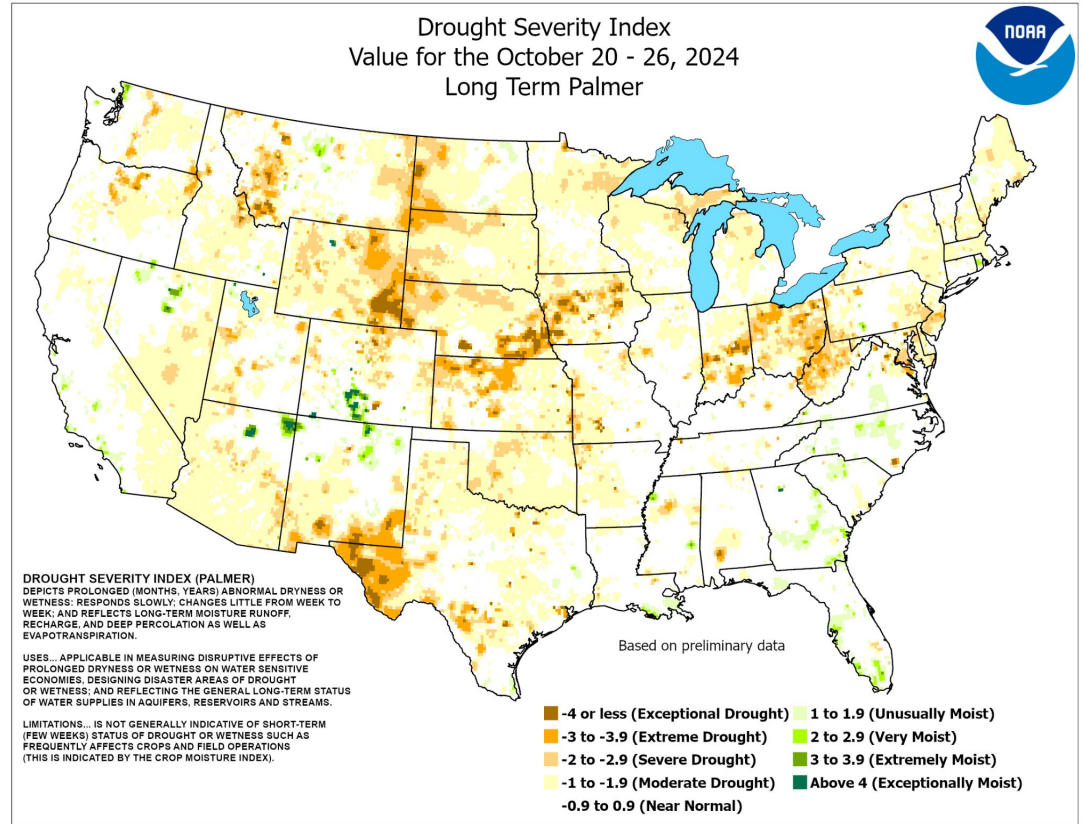 Drought Severity Index
Value for the October 20 - 26, 2024
Long Term Palmer
NOAA
DROUGHT SEVERITY INDEX (PALMER)
DEPICTS PROLONGED (MONTHS, YEARS) ABNORMAL DRYNESS OR
WETNESS; RESPONDS SLOWLY; CHANGES LITTLE FROM WEEK TO
WEEK; AND REFLECTS LONG-TERM MOISTURE RUNOFF,
RECHARGE, AND DEEP PERCOLATION AS WELL AS
EVAPOTRANSPIRATION.
USES... APPLICABLE IN MEASURING DISRUPTIVE EFFECTS OF
PROLONGED DRYNESS OR WETNESS ON WATER SENSITIVE
ECONOMIES, DESIGNING DISASTER AREAS OF DROUGHT
OR WETNESS; AND REFLECTING THE GENERAL LONG-TERM STATUS
OF WATER SUPPLIES IN AQUIFERS, RESERVOIRS AND STREAMS.
LIMITATIONS... IS NOT GENERALLY INDICATIVE OF SHORT-TERM
(FEW WEEKS) STATUS OF DROUGHT OR WETNESS SUCH AS
FREQUENTLY AFFECTS CROPS AND FIELD OPERATIONS
(THIS IS INDICATED BY THE CROP MOISTURE INDEX).
Based on preliminary data
-4 or less (Exceptional Drought)
-3 to -3.9 (Extreme Drought)
-2 to -2.9 (Severe Drought)
-1 to -1.9 (Moderate Drought)
-0.9 to 0.9 (Near Normal)
1 to 1.9 (Unusually Moist)
2 to 2.9 (Very Moist)
3 to 3.9 (Extremely Moist)
Above 4 (Exceptionally Moist)